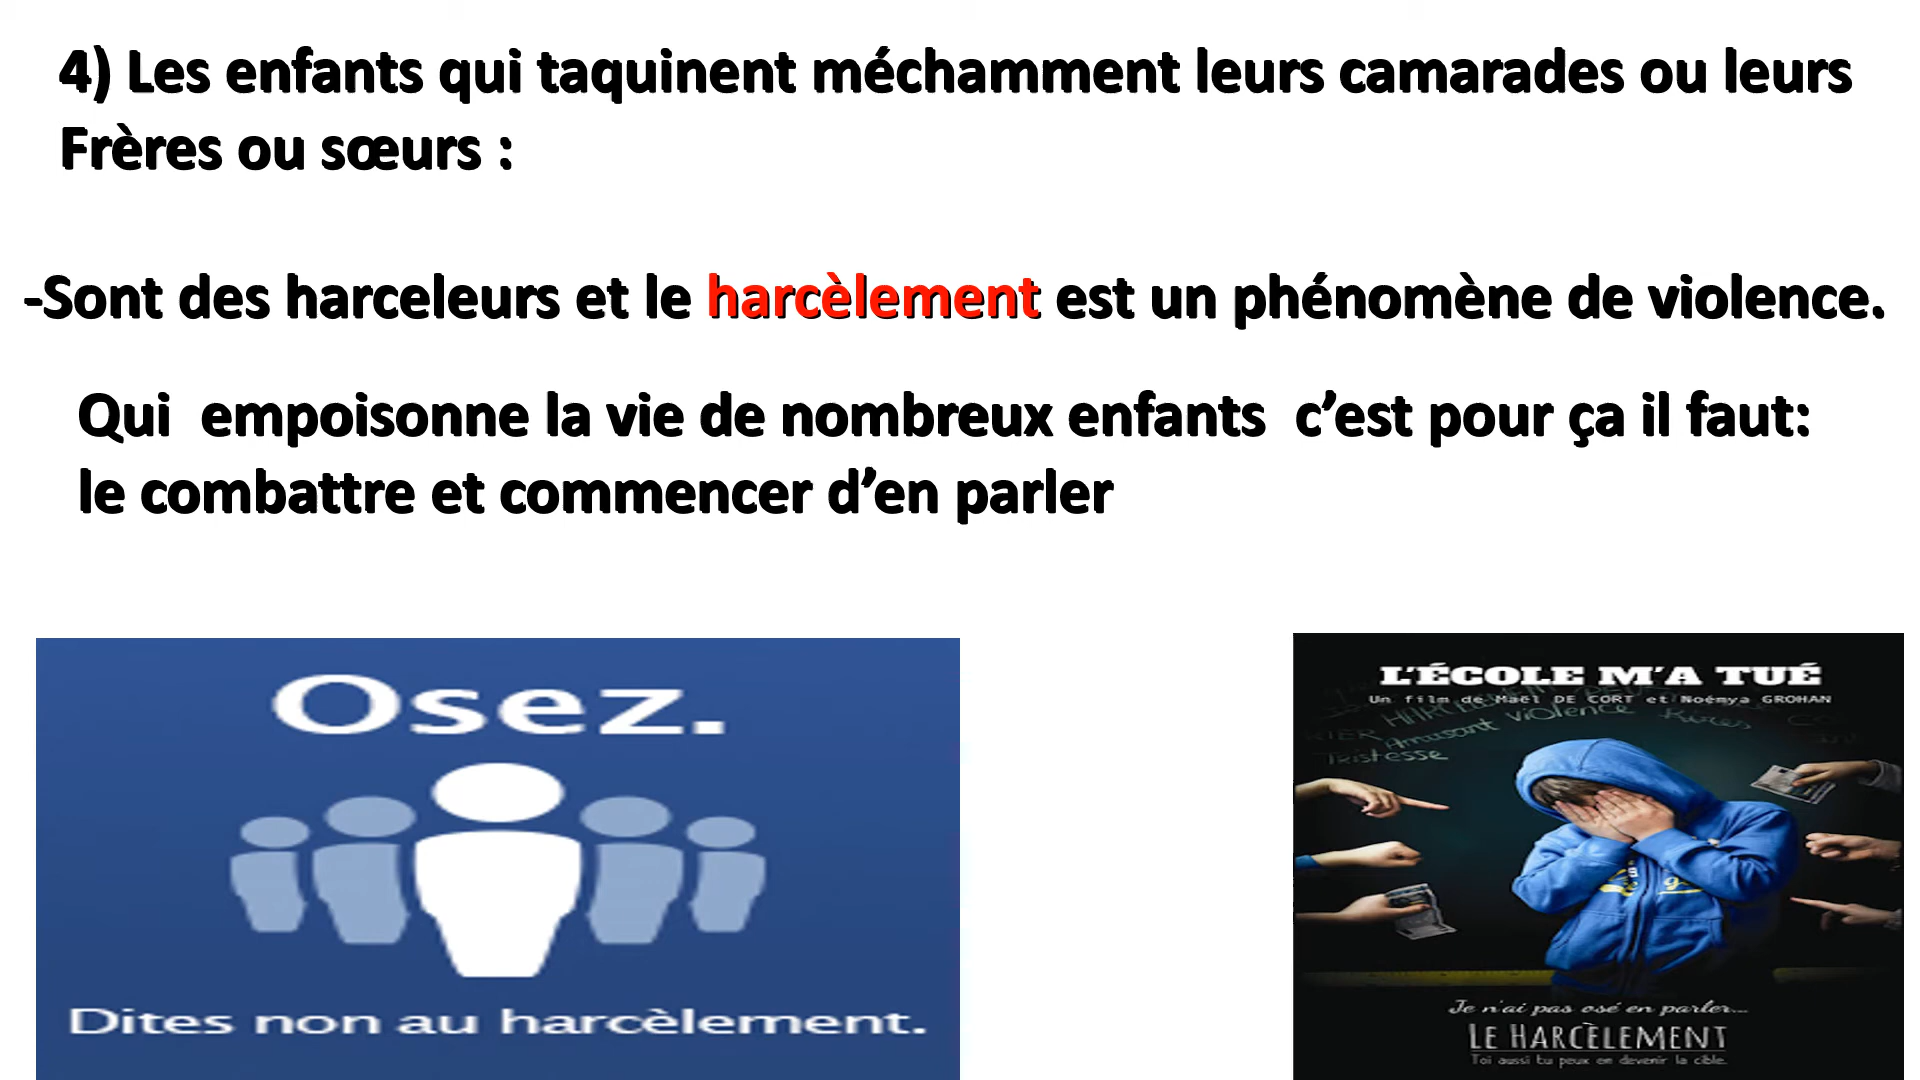 4) Les enfants qui taquinent méchamment leurs camarades ou leurs
Frères ou sœurs :
-Sont des harceleurs et le harcèlement est un phénomène de violence.
Qui empoisonne la vie de nombreux enfants c’est pour ça il faut:
le combattre et commencer d’en parler
Osez.
Dites non au harcèlement.
L'ÉCOLE M'A TUÉ
Un film de Maël DE CORT et Noémya GROHAN
violence
Amusant
Tristesse
Je n'ai pas osé en parler...
LE HARCÈLEMENT
Toi aussi tu peux en devenir la cible.